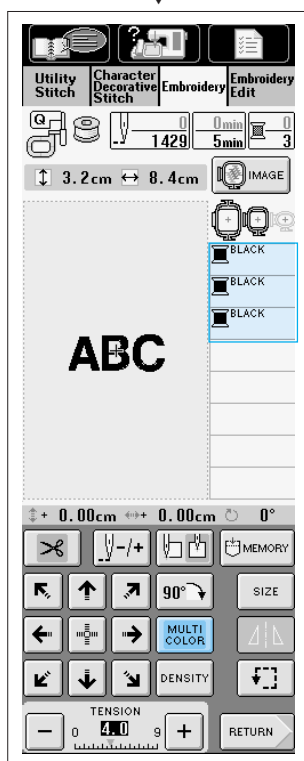 Utility Stitch
Character Decorative Stitch
Embroidery
Embroidery Edit
Q
0
1429
0min
5min
0
3
3.2cm
8.4cm
IMAGE
BLACK
BLACK
BLACK
ABC
+ 0.00cm
+ 0.00cm
0°
-/+
MEMORY
90°
SIZE
MULTI COLOR
DENSITY
TENSION
− 0 4.0 9 +
RETURN